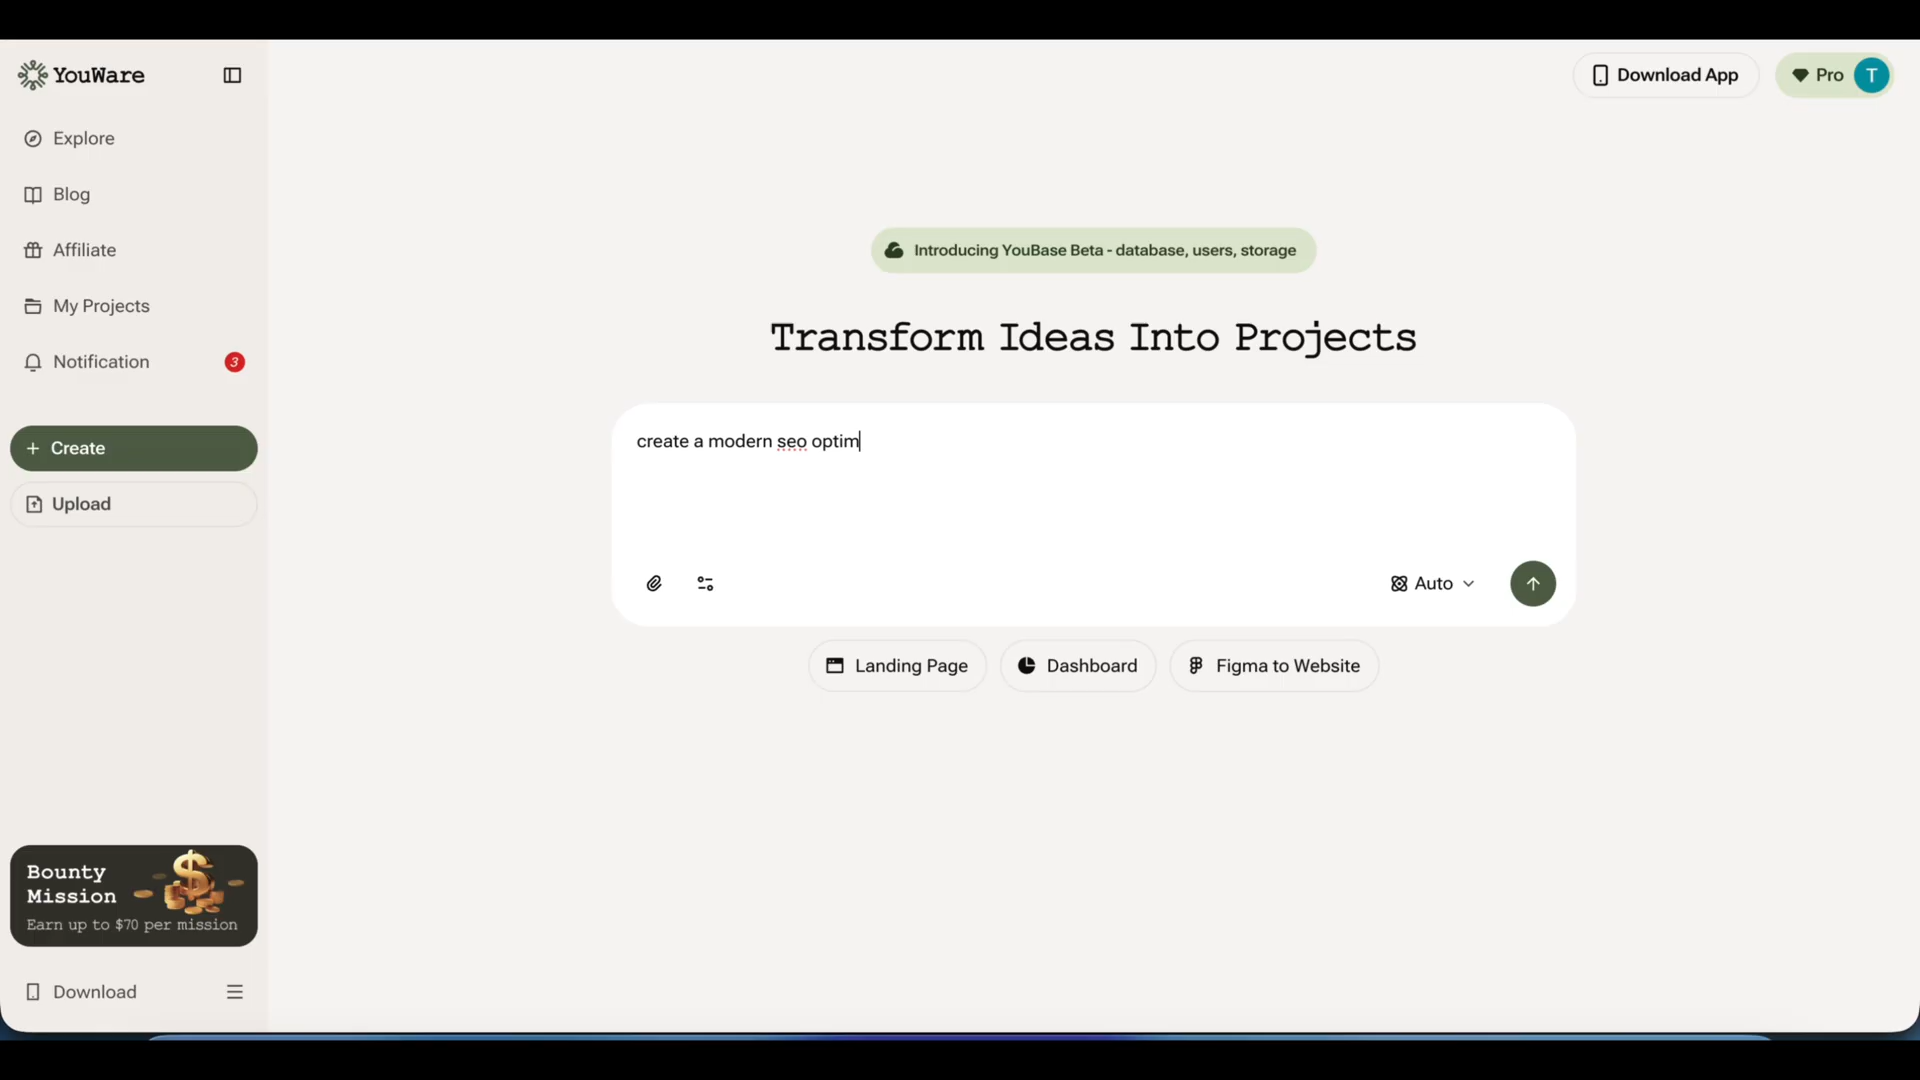 YouWare
Explore
Blog
Affiliate
My Projects
Notification
3
Create
Upload
Bounty
Mission
Earn up to $70 per mission
Download
Download App
Pro
T
Introducing YouBase Beta - database, users, storage
Transform Ideas Into Projects
create a modern seo optim
Auto
Landing Page
Dashboard
Figma to Website